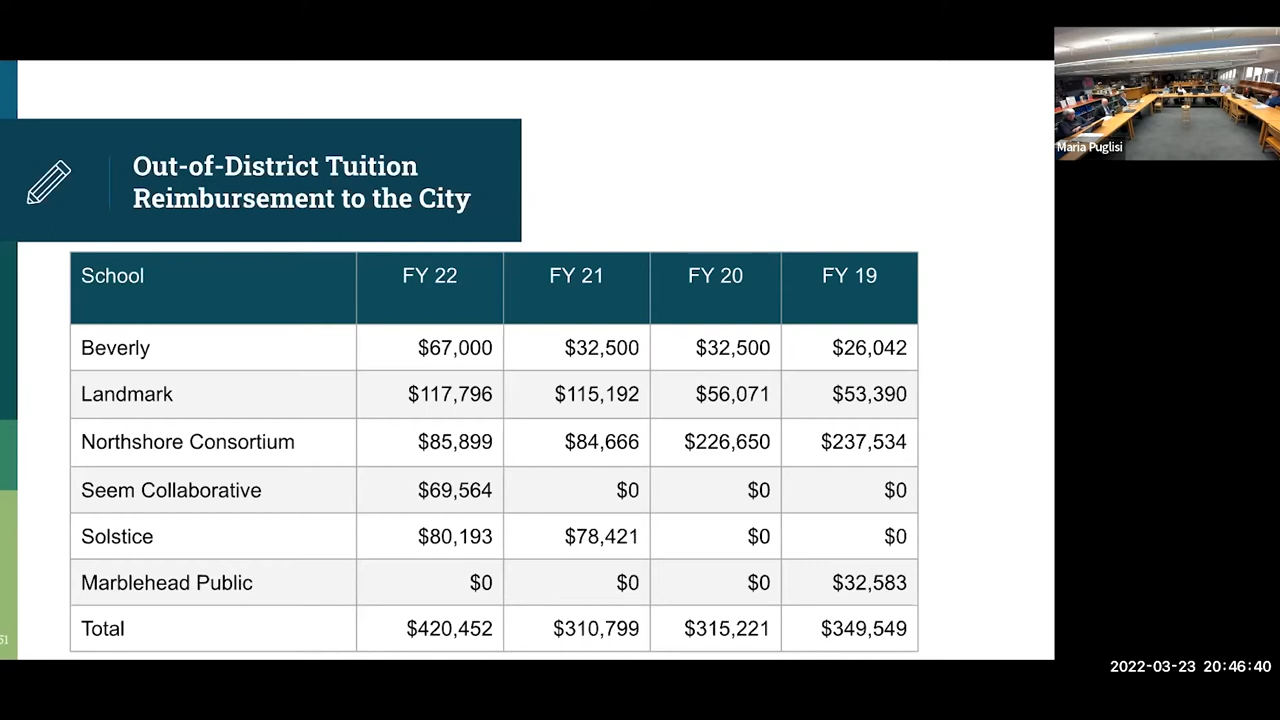 Out-of-District Tuition
Reimbursement to the City
School FY 22 FY 21 FY 20 FY 19
Beverly $67,000 $32,500 $32,500 $26,042
Landmark $117,796 $115,192 $56,071 $53,390
Northshore Consortium $85,899 $84,666 $226,650 $237,534
Seem Collaborative $69,564 $0 $0 $0
Solstice $80,193 $78,421 $0 $0
Marblehead Public $0 $0 $0 $32,583
Total $420,452 $310,799 $315,221 $349,549
Maria Puglisi
2022-03-23 20:46:40